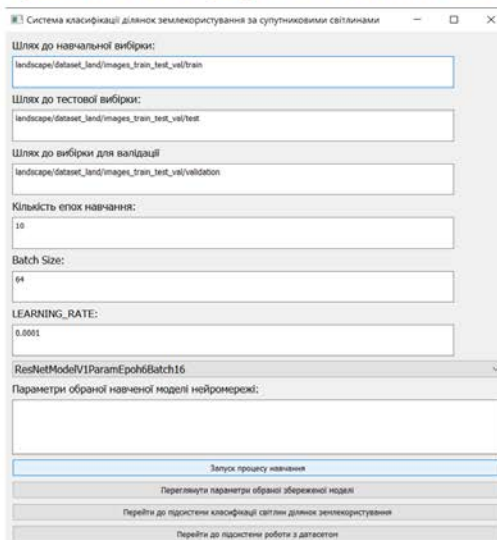 Система класифікації ділянок землекористування за супутниковими світлинами
Шлях до навчальної вибірки:
landscape/dataset_land/images_train_test_val/train
Шлях до тестової вибірки:
landscape/dataset_land/images_train_test_val/test
Шлях до вибірки для валідації
landscape/dataset_land/images_train_test_val/validation
Кількість епох навчання:
10
Batch Size:
64
LEARNING_RATE:
0.0001
ResNetModelV1ParamEpoh6Batch16
Параметри обраної навченої моделі нейромережі:
Запуск процесу навчання
Переглянути параметри обраної збереженої моделі
Перейти до підсистеми класифікації світлин ділянок землекористування
Перейти до підсистеми роботи з датасетом